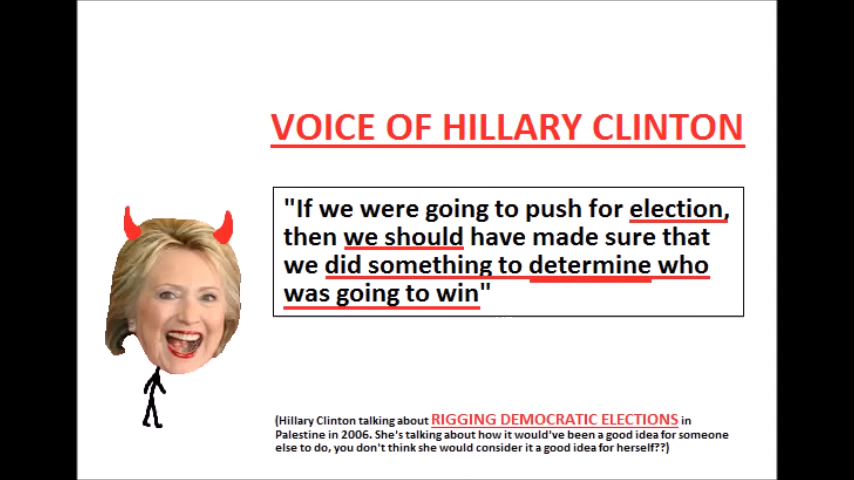 VOICE OF HILLARY CLINTON
"If we were going to push for election,
then we should have made sure that
we did something to determine who
was going to win"
(Hillary Clinton talking about RIGGING DEMOCRATIC ELECTIONS in
Palestine in 2006. She's talking about how it would've been a good idea for someone
else to do, you don't think she would consider it a good idea for herself??)